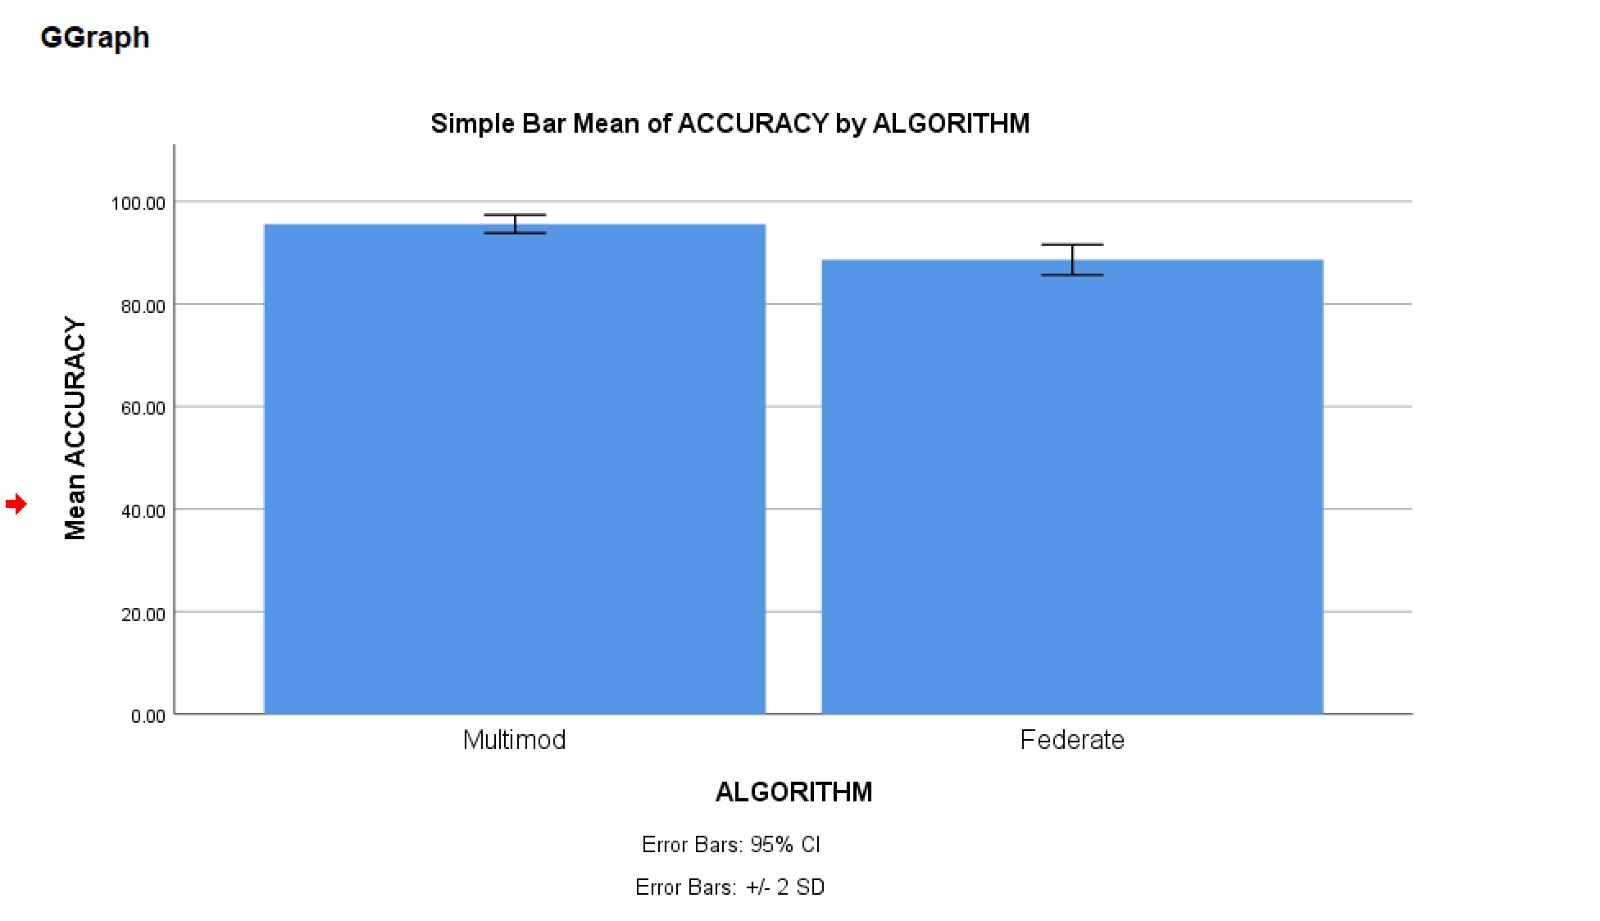 GGraph
Simple Bar Mean of ACCURACY by ALGORITHM
100.00
80.00
60.00
40.00
20.00
0.00
Mean ACCURACY
Multimod
Federate
ALGORITHM
Error Bars: 95% CI
Error Bars: +/- 2 SD